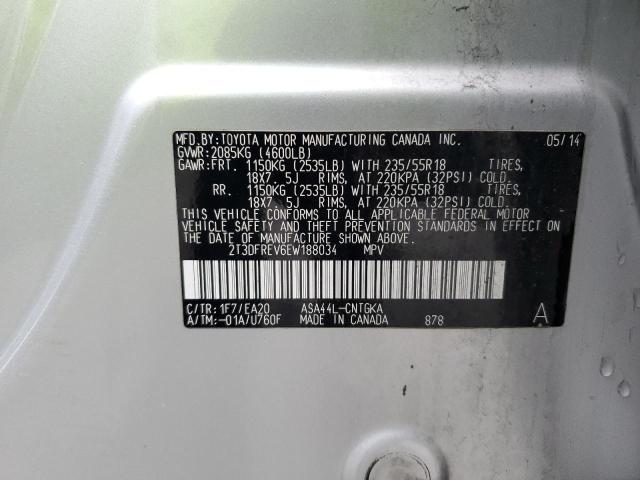 MFD.BY:TOYOTA MOTOR MANUFACTURING CANADA INC. 05/14
GVWR:2085KG (4600LB)
GAWR:FRT. 1150KG (2535LB) WITH 235/55R18 TIRES,
18X7. 5J RIMS, AT 220KPA (32PSI) COLD.
RR. 1150KG (2535LB) WITH 235/55R18 TIRES,
18X7. 5J RIMS, AT 220KPA (32PSI) COLD.
THIS VEHICLE CONFORMS TO ALL APPLICABLE FEDERAL MOTOR
VEHICLE SAFETY AND THEFT PREVENTION STANDARDS IN EFFECT
ON THE DATE OF MANUFACTURE SHOWN ABOVE.
2T3DFREV6EW188034 MPV
C/TR:1F7/EA20 ASA44L-CNTGKA
A/TM:-01A/U760F MADE IN CANADA 878 A